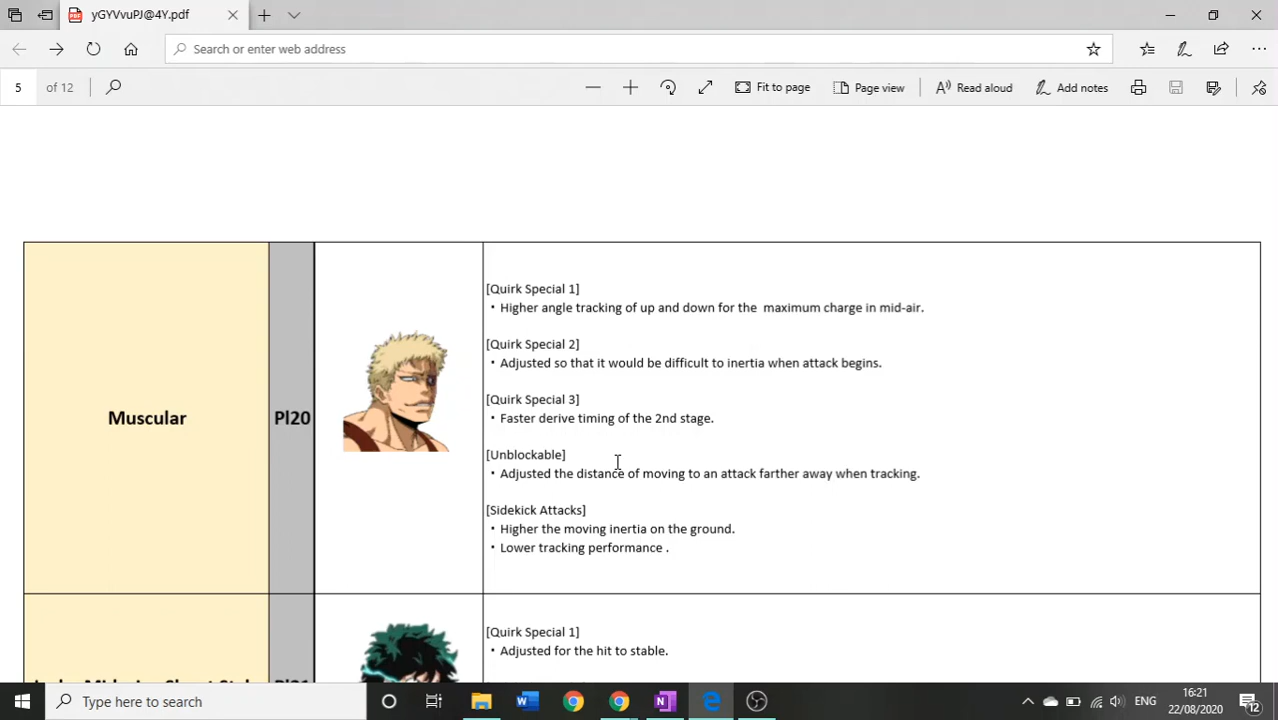 yGYVvuPJ@4Y.pdf
Search or enter web address
5 of 12
Fit to page
Page view
Read aloud
Add notes
Muscular
Pl20
[Quirk Special 1]
・Higher angle tracking of up and down for the  maximum charge in mid-air.
[Quirk Special 2]
・Adjusted so that it would be difficult to inertia when attack begins.
[Quirk Special 3]
・Faster derive timing of the 2nd stage.
[Unblockable]
・Adjusted the distance of moving to an attack farther away when tracking.
[Sidekick Attacks]
・Higher the moving inertia on the ground.
・Lower tracking performance .
[Quirk Special 1]
・Adjusted for the hit to stable.
Type here to search
ENG
16:21
22/08/2020
12